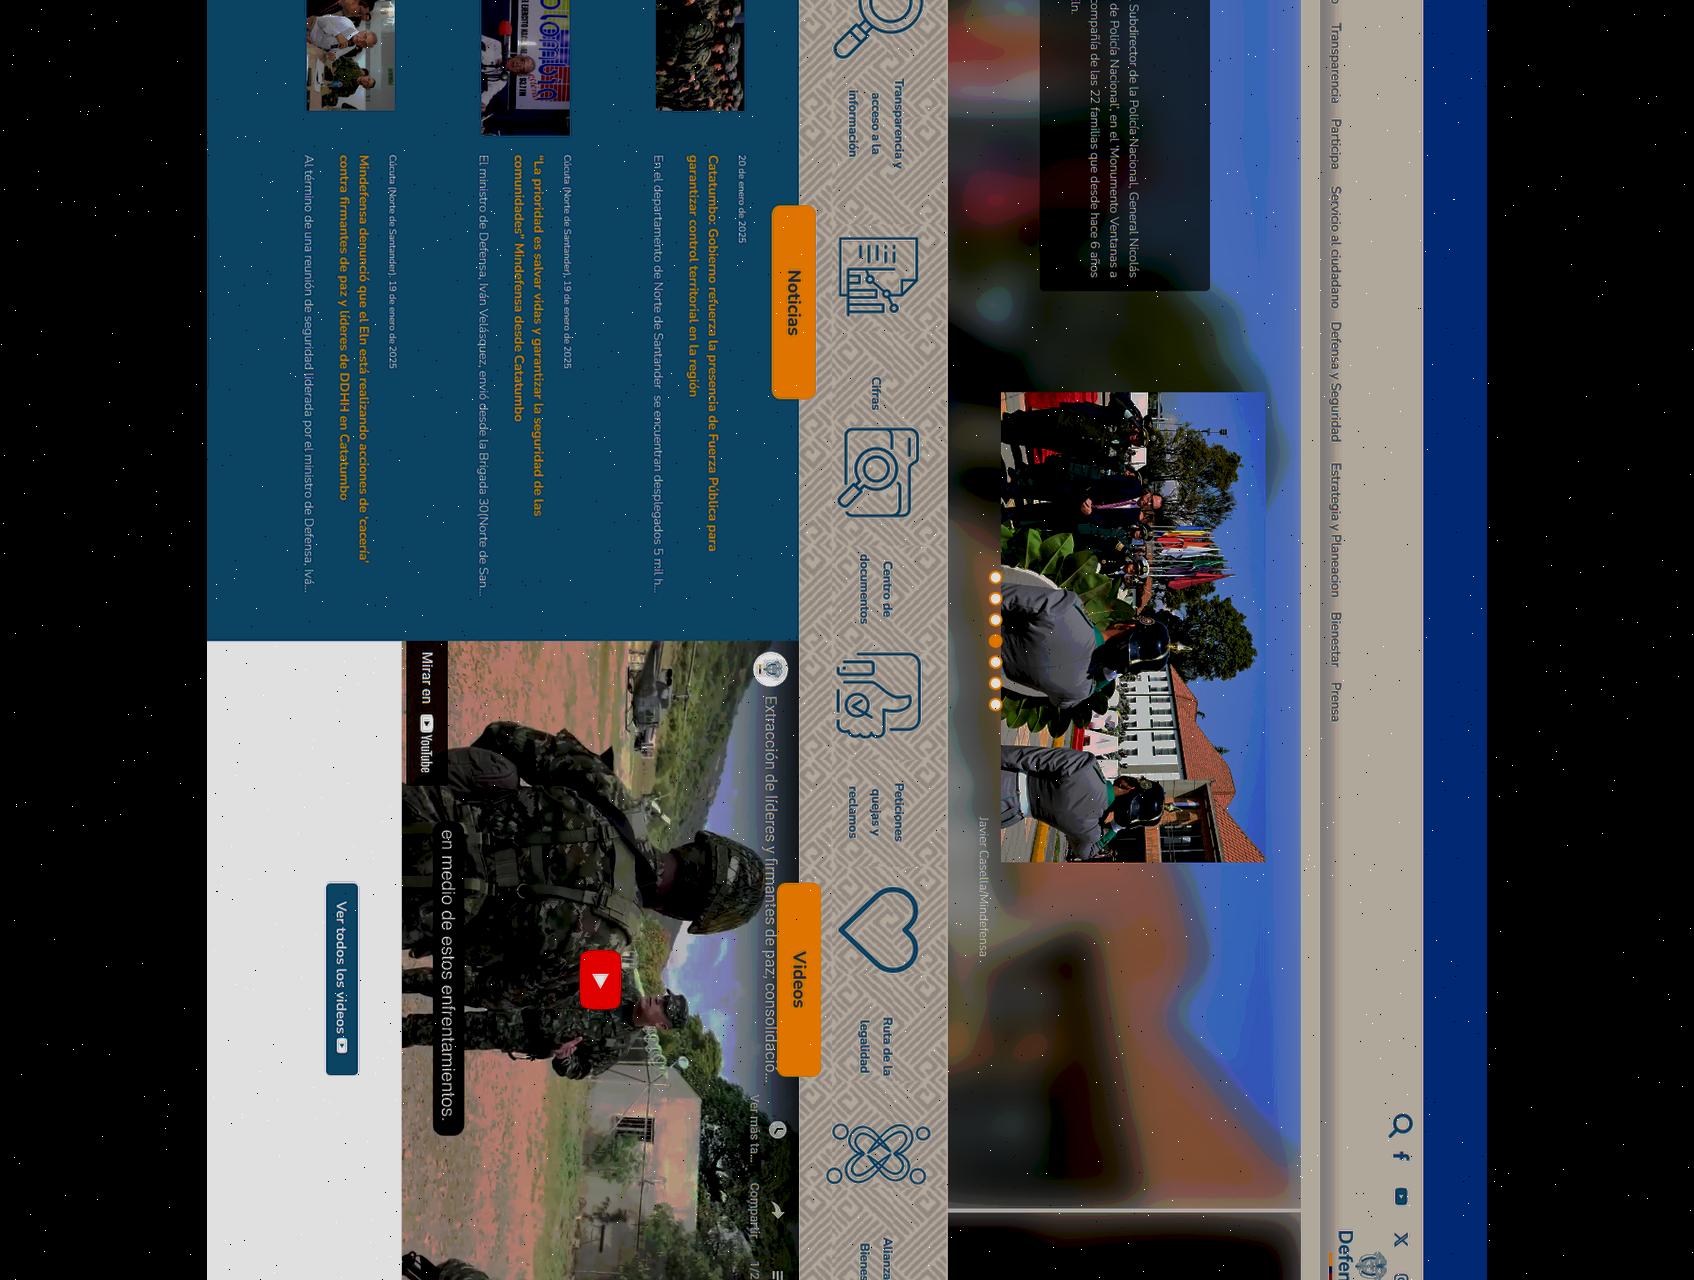 Transparencia
Participa
Servicio al ciudadano
Defensa y Seguridad
Estrategia y Planeacion
Bienestar
Prensa
Defen
Subdirector de la Policía Nacional, General Nicolás
de Policía Nacional', en el 'Monumento Ventanas a
compañía de las 22 familias que desde hace 6 años
Eln.
Javier Casella/Mindefensa
Transparencia y
acceso a la
información
Cifras
Centro de
documentos
Peticiones
quejas y
reclamos
Ruta de la
legalidad
Alianza
Bienes
Noticias
20 de enero de 2025
Catatumbo: Gobierno refuerza la presencia de Fuerza Pública para
garantizar control territorial en la región
En el departamento de Norte de Santander se encuentran desplegados 5 mil h...
Cúcuta (Norte de Santander), 19 de enero de 2025
"La prioridad es salvar vidas y garantizar la seguridad de las
comunidades" Mindefensa desde Catatumbo
El ministro de Defensa, Iván Velásquez, envió desde la Brigada 30(Norte de San...
Cúcuta (Norte de Santander), 19 de enero de 2025
Mindefensa denunció que el Eln está realizando acciones de 'cacería'
contra firmantes de paz y líderes de DDHH en Catatumbo
Al término de una reunión de seguridad liderada por el ministro de Defensa, Ivá...
Videos
Extracción de líderes y firmantes de paz; consolidació...
Ver más ta...
Compartir
1/2
en medio de estos enfrentamientos.
Mirar en YouTube
Ver todos los videos